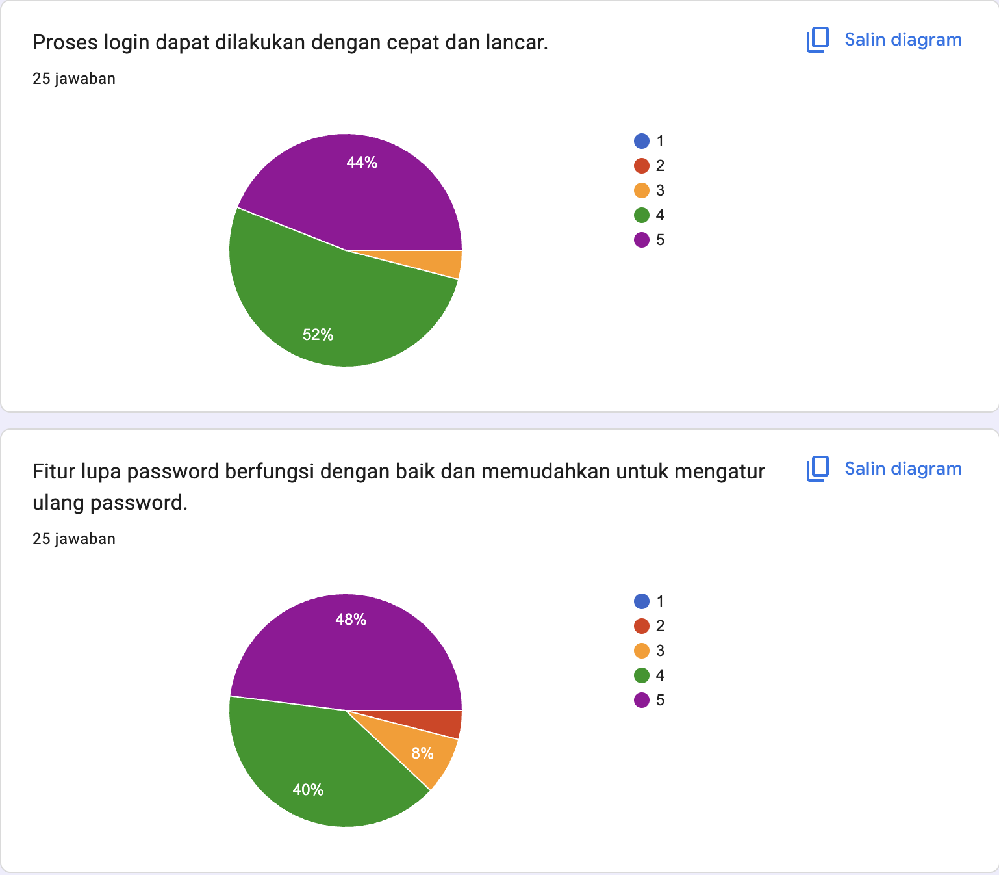 Proses login dapat dilakukan dengan cepat dan lancar.
Salin diagram
25 jawaban
44%
52%
1
2
3
4
5
Fitur lupa password berfungsi dengan baik dan memudahkan untuk mengatur
ulang password.
Salin diagram
25 jawaban
48%
8%
40%
1
2
3
4
5